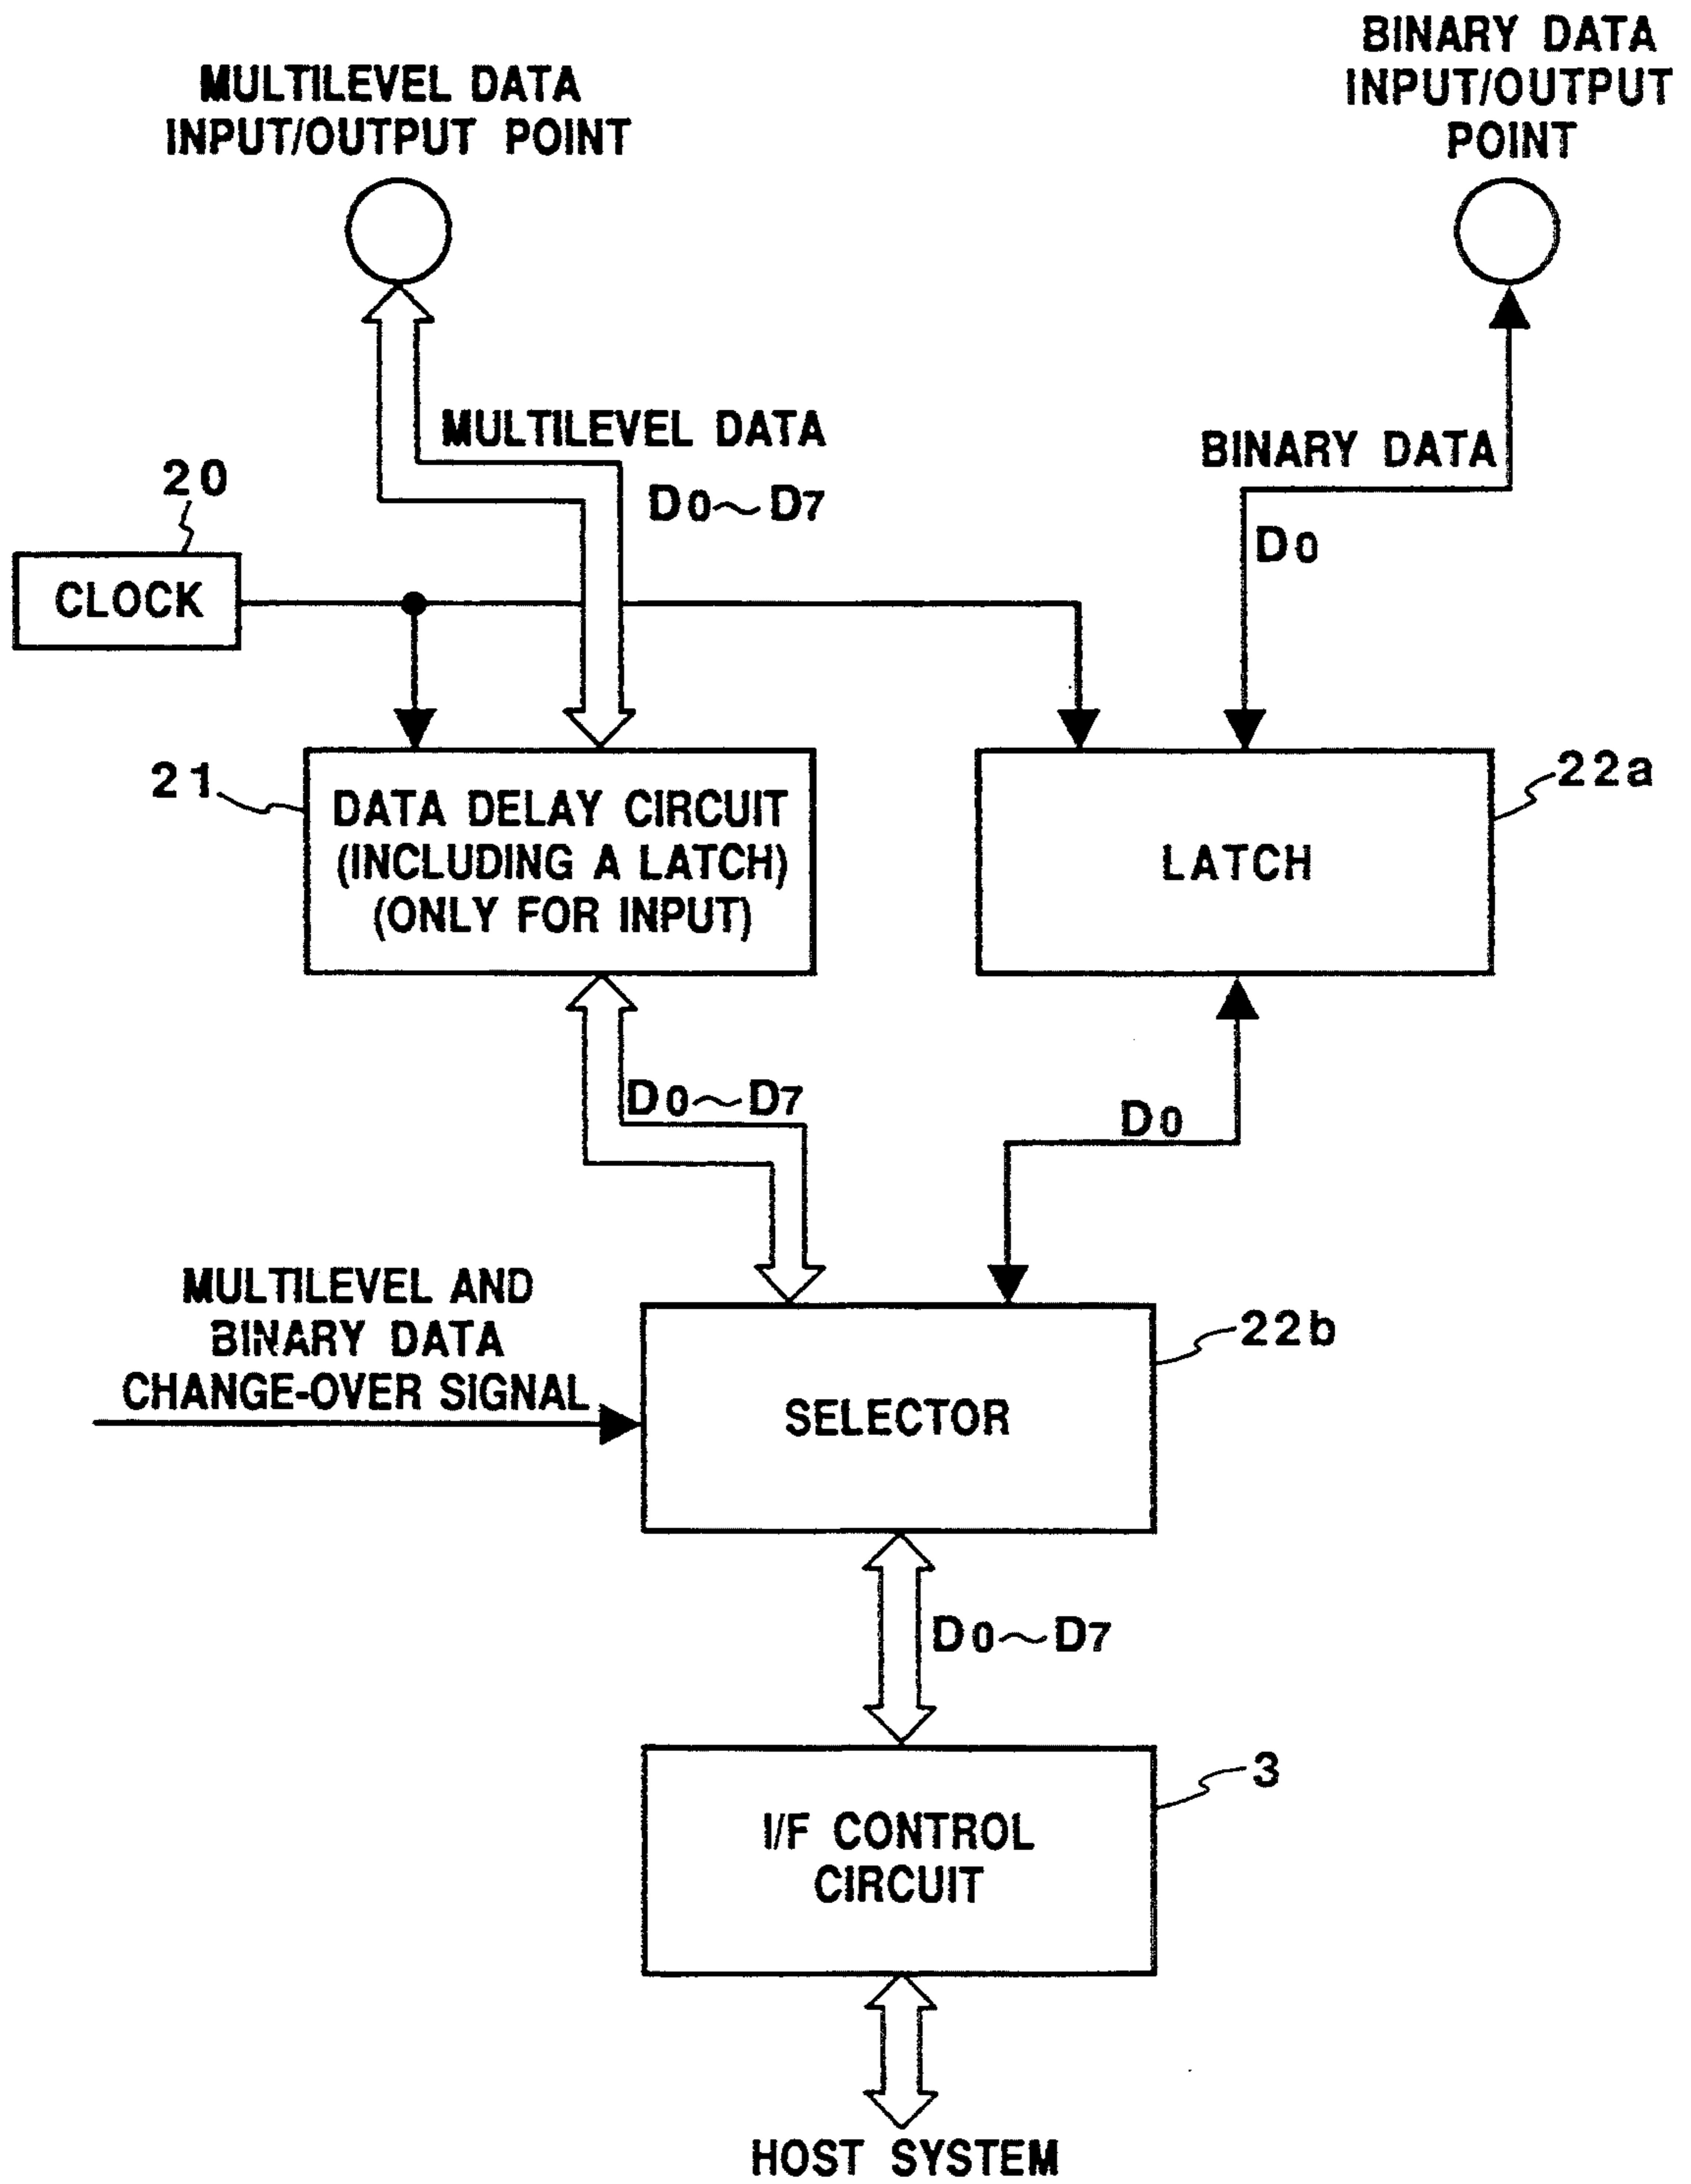 MULTILEVEL DATA
INPUT/OUTPUT POINT
BINARY DATA
INPUT/OUTPUT
POINT
MULTILEVEL DATA
D0~D7
BINARY DATA
D0
20
CLOCK
21
DATA DELAY CIRCUIT
(INCLUDING A LATCH)
(ONLY FOR INPUT)
22a
LATCH
D0~D7
D0
MULTILEVEL AND
BINARY DATA
CHANGE-OVER SIGNAL
22b
SELECTOR
D0~D7
3
I/F CONTROL
CIRCUIT
HOST SYSTEM